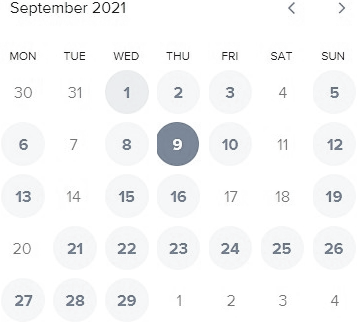 September 2021
MON TUE WED THU FRI SAT SUN
30 31 1 2 3 4 5
6 7 8 9 10 11 12
13 14 15 16 17 18 19
20 21 22 23 24 25 26
27 28 29 1 2 3 4